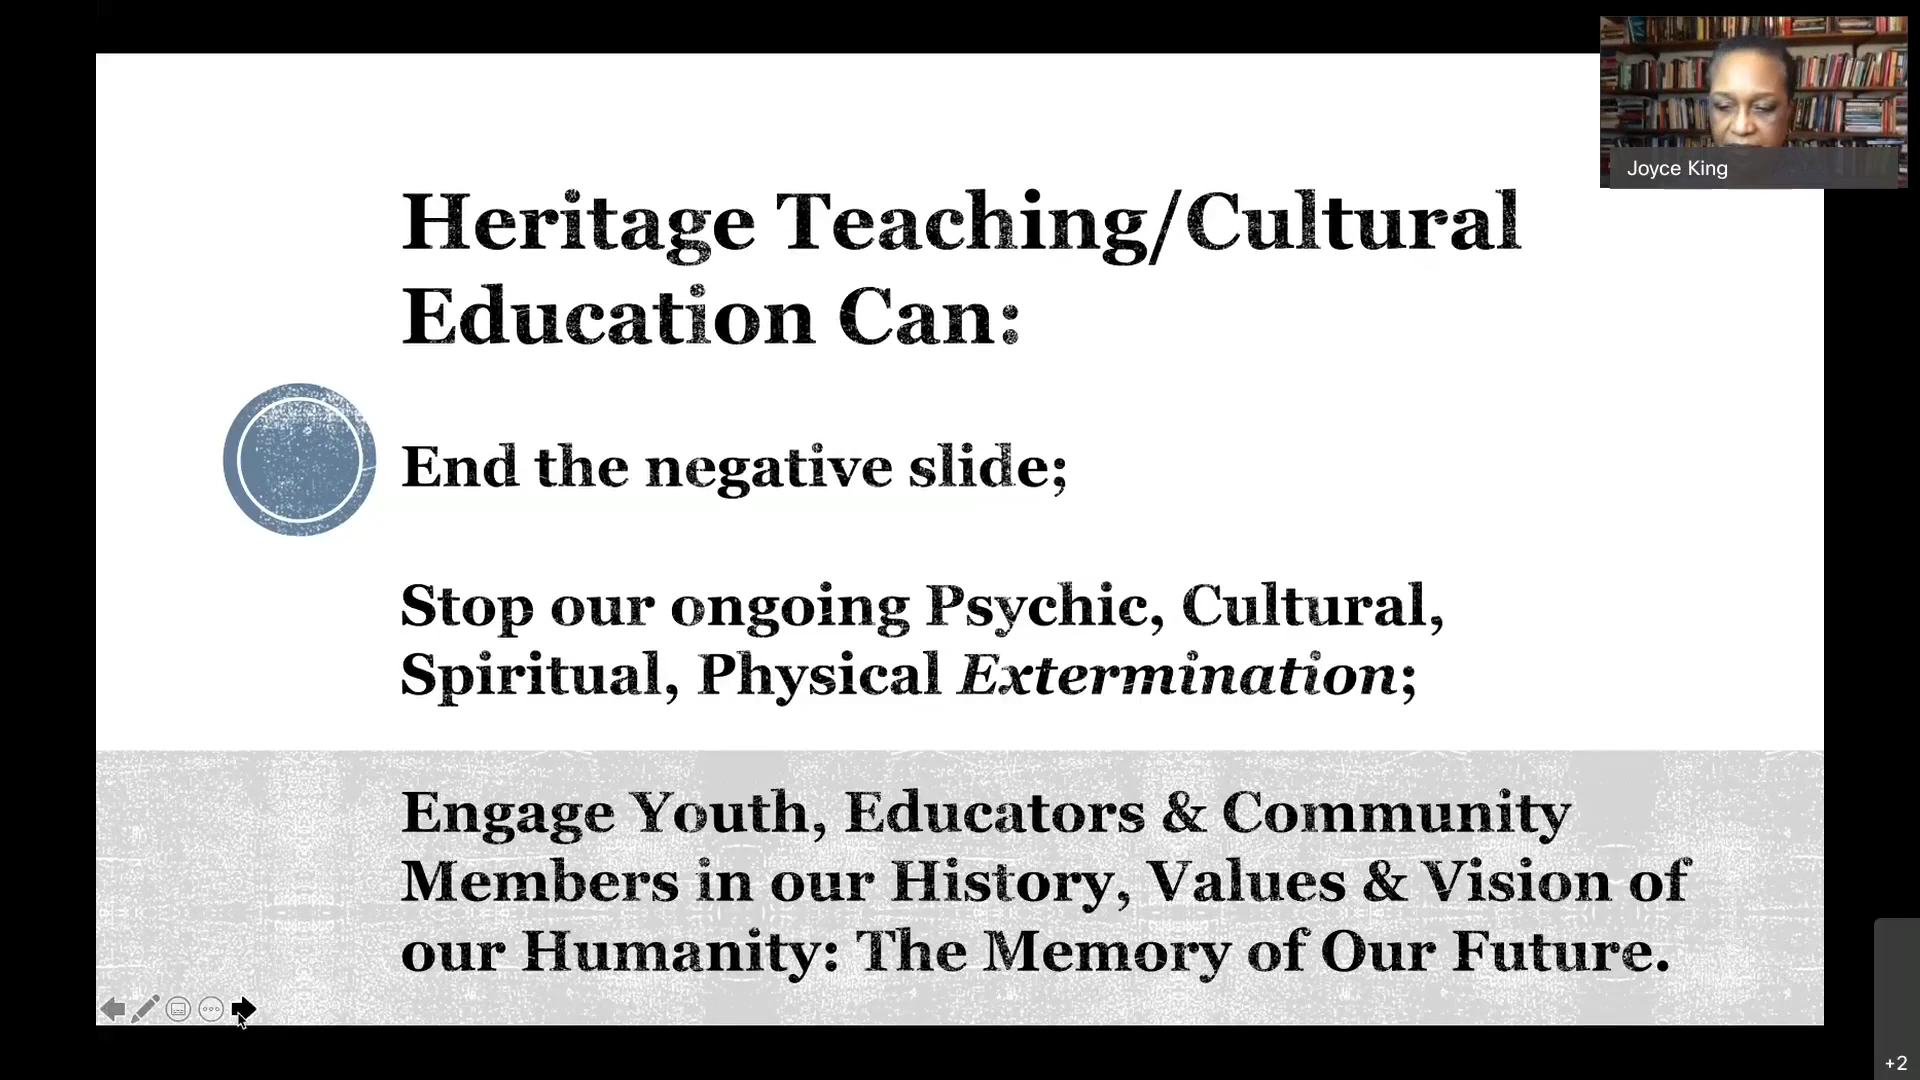 Joyce King
Heritage Teaching/Cultural
Education Can:
End the negative slide;
Stop our ongoing Psychic, Cultural,
Spiritual, Physical Extermination;
Engage Youth, Educators & Community
Members in our History, Values & Vision of
our Humanity: The Memory of Our Future.
+2